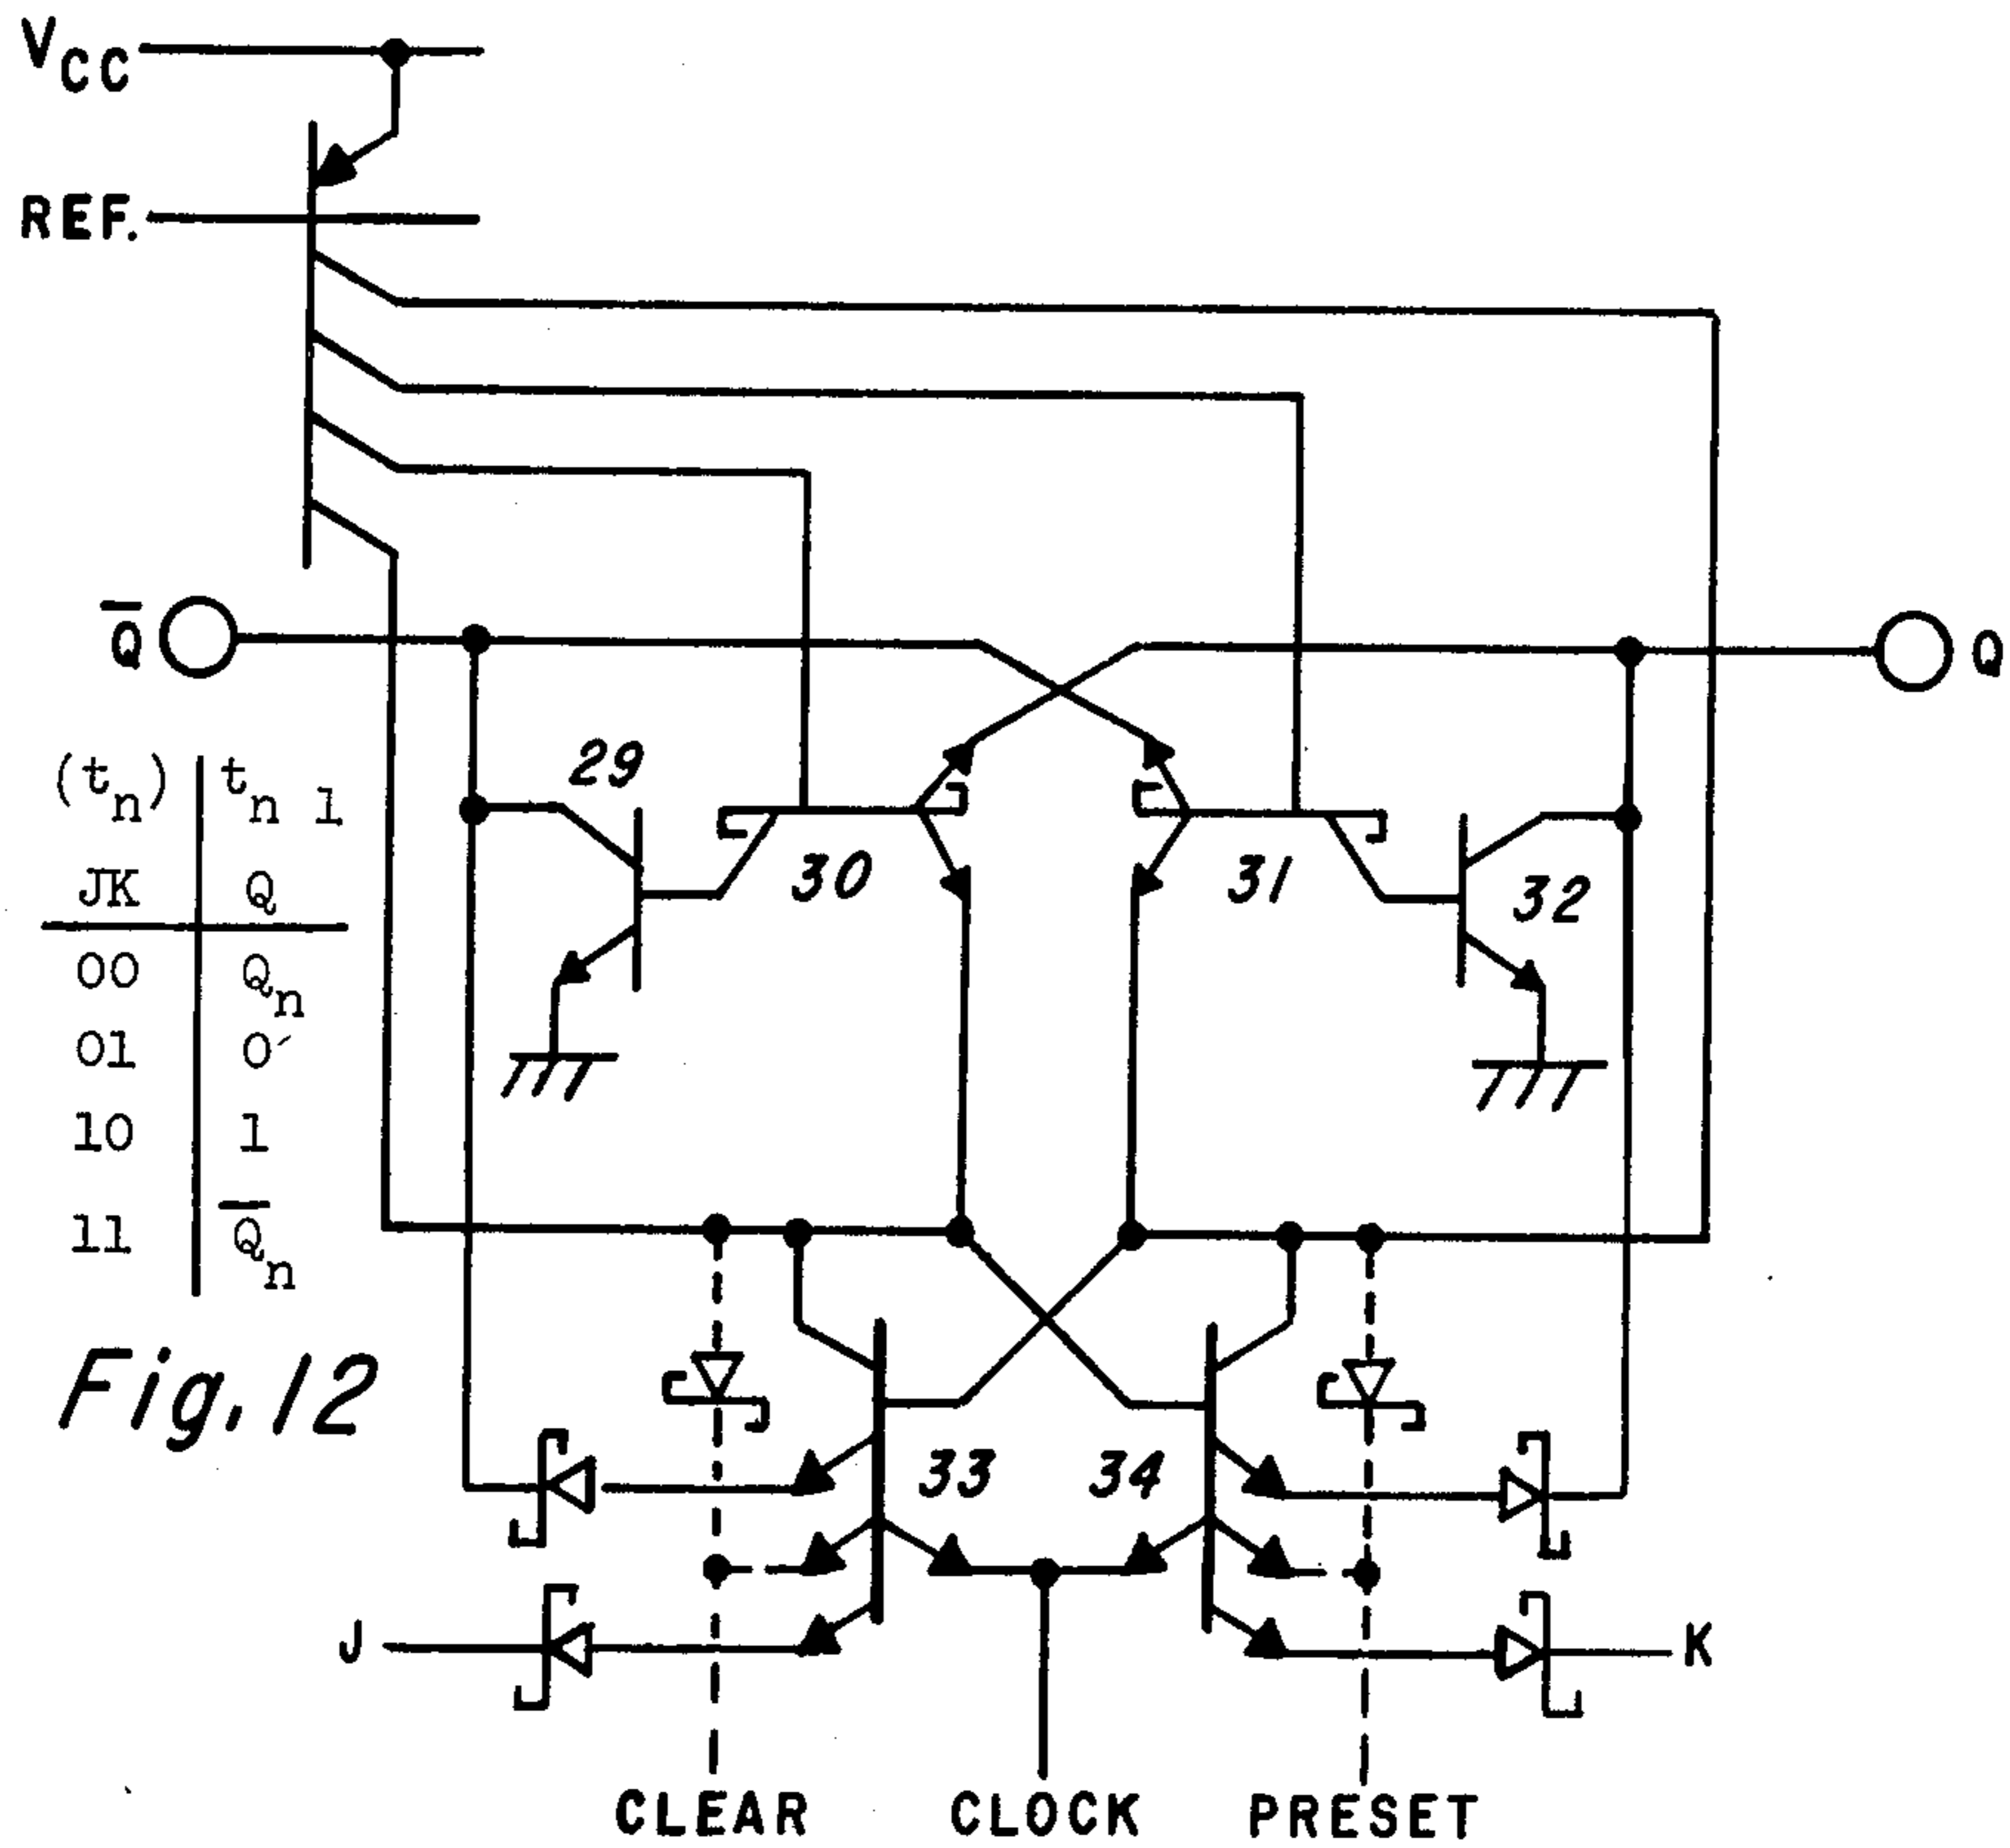 VCC
REF.
Q̅
Q
29
30
31
32
(tn) tn 1
JK Q
00 Qn
01 0
10 1
11 Q̅n
Fig. 12
33
34
J
K
CLEAR
CLOCK
PRESET